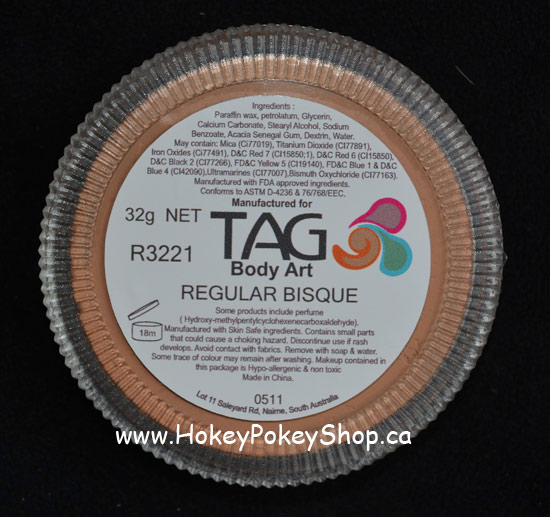 Ingredients :
Paraffin wax, petrolatum, Glycerin,
Calcium Carbonate, Stearyl Alcohol, Sodium
Benzoate, Acacia Senegal Gum, Dextrin, Water.
May contain: Mica (Ci77019), Titanium Dioxide (CI77891),
Iron Oxides (Ci77491), D&C Red 7 (CI15850;1), D&C Red 6 (CI15850),
D&C Black 2 (CI77266), FD&C Yellow 5 (CI19140), FD&C Blue 1 & D&C
Blue 4 (CI42090),Ultramarines (CI77007),Bismuth Oxychloride (CI77163).
Manufactured with FDA approved ingredients.
Conforms to ASTM D-4236 & 76/768/EEC.
Manufactured for
32g NET
TAG
R3221
Body Art
REGULAR BISQUE
Some products include perfume
( Hydroxy-methylpentylcyclohexenecarboxaldehyde).
18m
Manufactured with Skin Safe ingredients. Contains small parts
that could cause a choking hazard. Discontinue use if rash
develops. Avoid contact with fabrics. Remove with soap & water.
Some trace of colour may remain after washing. Makeup contained in
this package is Hypo-allergenic & non toxic
Made in China.
0511
Lot 11 Saleyard Rd, Nairne, South Australia
www.HokeyPokeyShop.ca